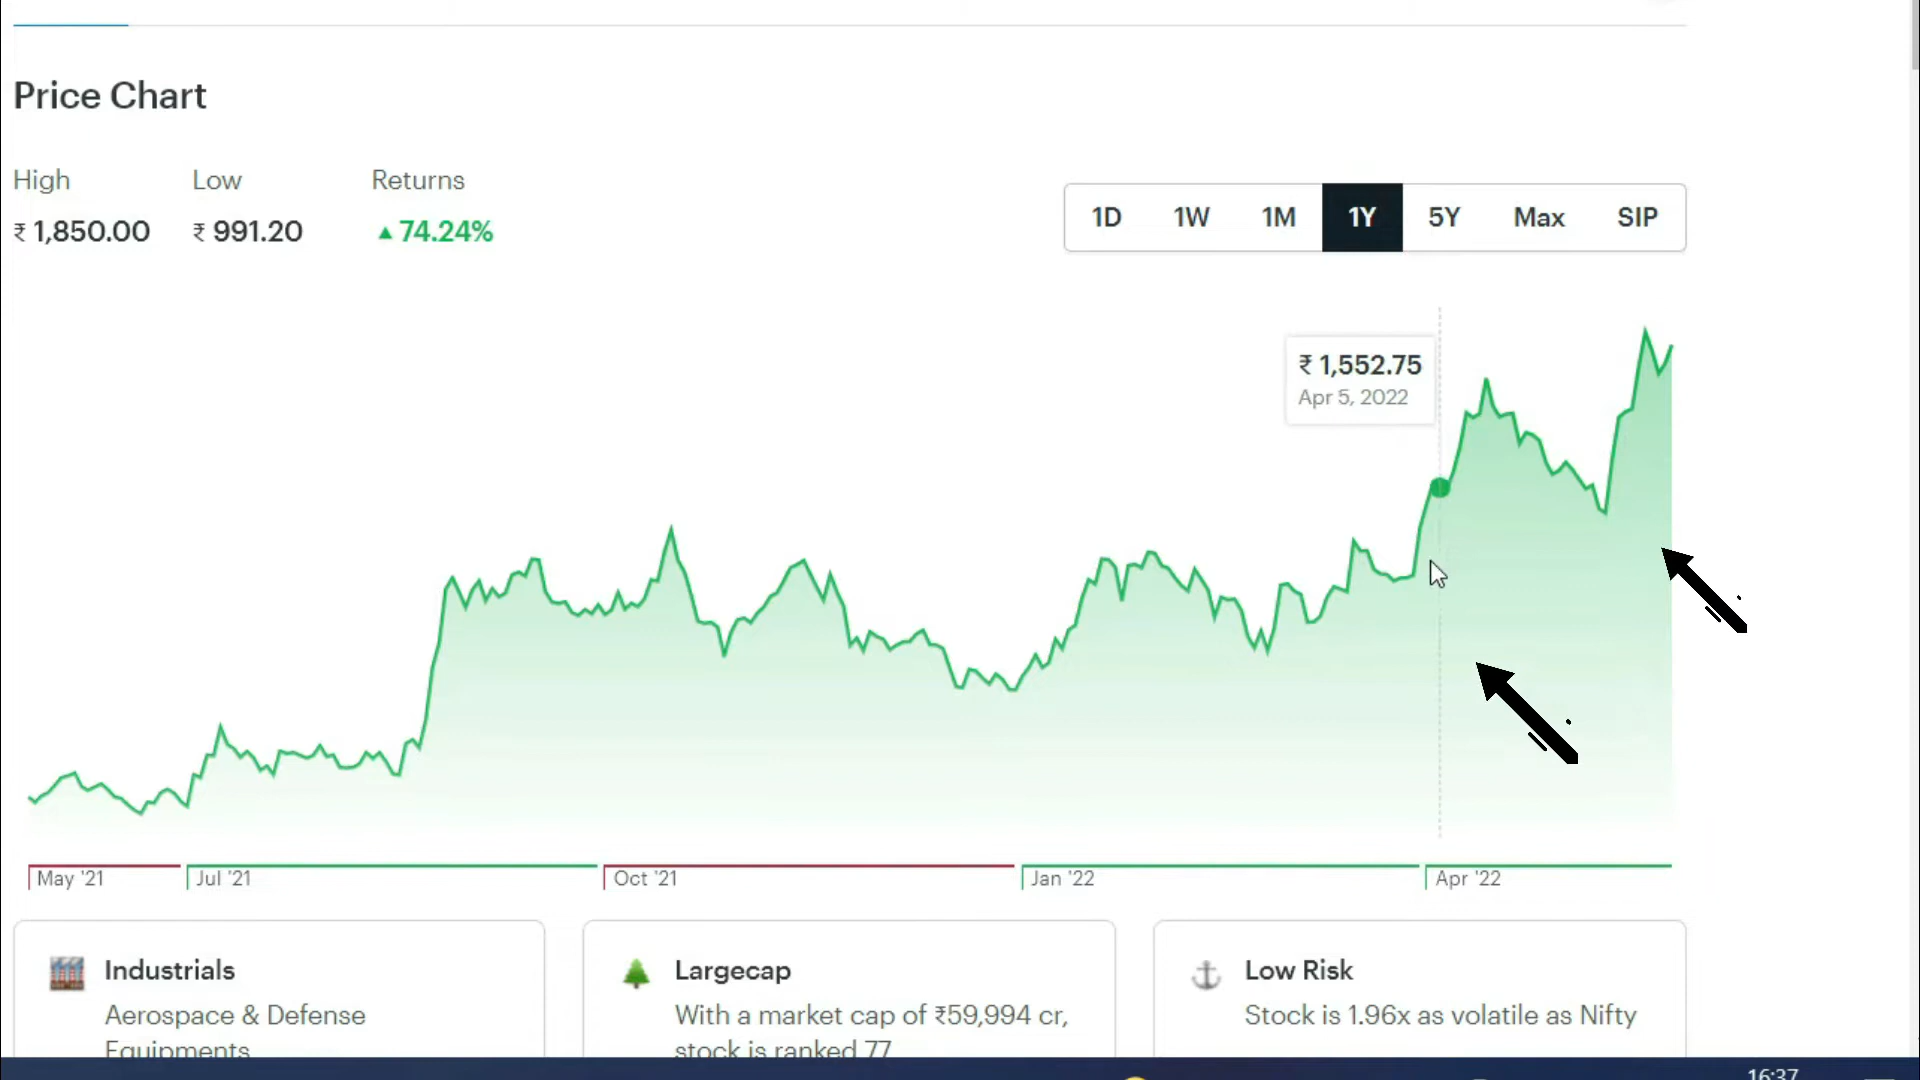 Price Chart
High Low Returns
₹ 1,850.00 ₹ 991.20 ▲ 74.24%
1D 1W 1M 1Y 5Y Max SIP
₹ 1,552.75
Apr 5, 2022
May '21 Jul '21 Oct '21 Jan '22 Apr '22
Industrials
Aerospace & Defense
Equipments
Largecap
With a market cap of ₹59,994 cr,
stock is ranked 77
Low Risk
Stock is 1.96x as volatile as Nifty
16:37